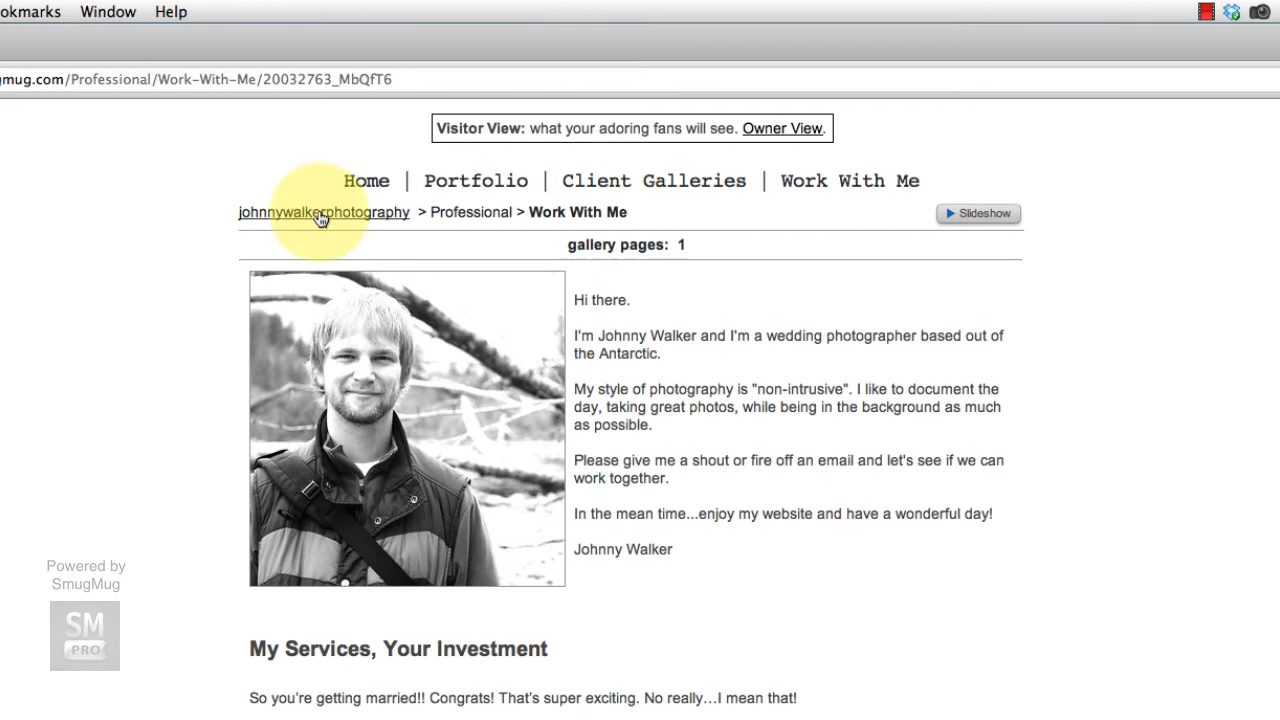 okmarks Window Help
gmug.com/Professional/Work-With-Me/20032763_MbQfT6
Visitor View: what your adoring fans will see. Owner View.
Home | Portfolio | Client Galleries | Work With Me
johnnywalkerphotography > Professional > Work With Me
Slideshow
gallery pages: 1
Hi there.
I'm Johnny Walker and I'm a wedding photographer based out of
the Antarctic.
My style of photography is "non-intrusive". I like to document the
day, taking great photos, while being in the background as much
as possible.
Please give me a shout or fire off an email and let's see if we can
work together.
In the mean time...enjoy my website and have a wonderful day!
Johnny Walker
Powered by
SmugMug
SM
PRO
My Services, Your Investment
So you're getting married!! Congrats! That's super exciting. No really…I mean that!